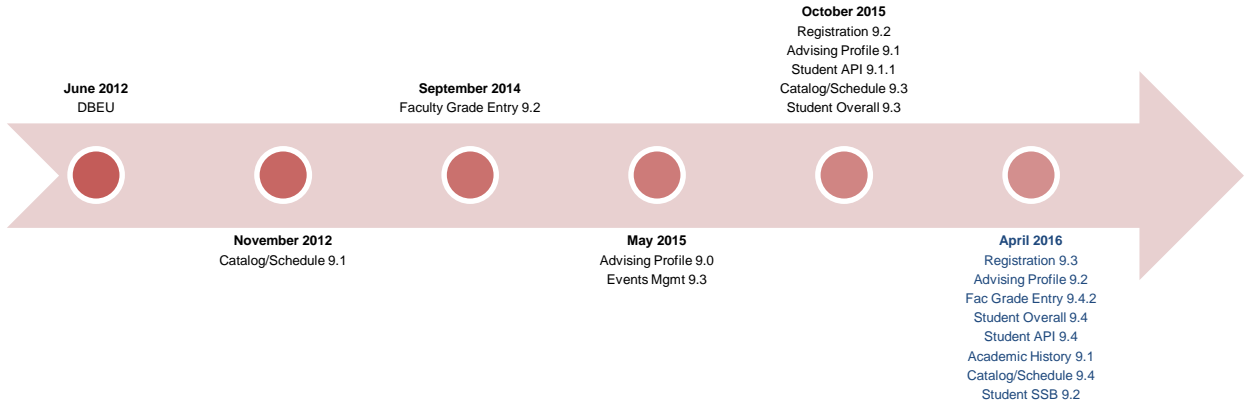 October 2015
Registration 9.2
Advising Profile 9.1
Student API 9.1.1
Catalog/Schedule 9.3
Student Overall 9.3
June 2012
DBEU
September 2014
Faculty Grade Entry 9.2
November 2012
Catalog/Schedule 9.1
May 2015
Advising Profile 9.0
Events Mgmt 9.3
April 2016
Registration 9.3
Advising Profile 9.2
Fac Grade Entry 9.4.2
Student Overall 9.4
Student API 9.4
Academic History 9.1
Catalog/Schedule 9.4
Student SSB 9.2